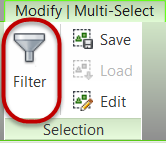 Modify | Multi-Select
Save
Filter
Load
Edit
Selection